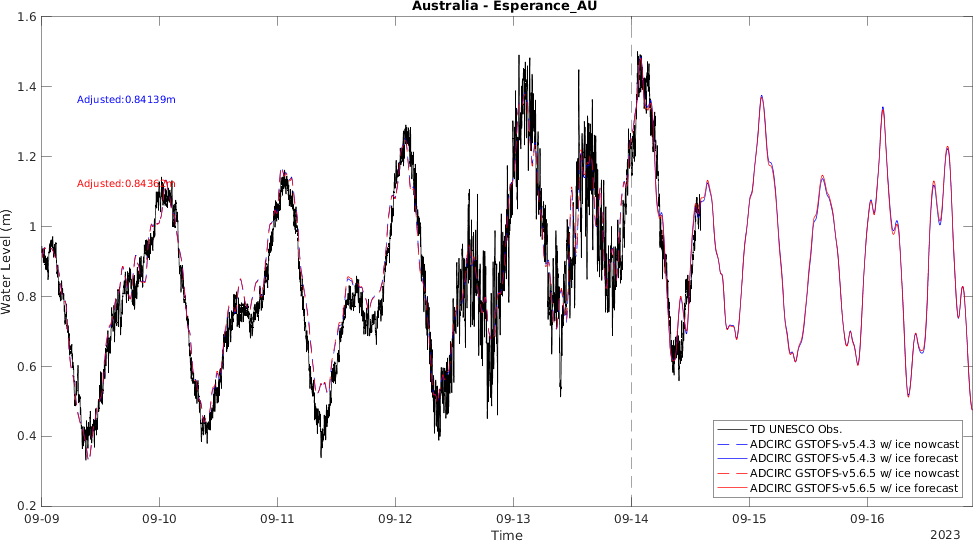 Australia - Esperance_AU
1.6
1.4
1.2
1
0.8
0.6
0.4
0.2
Water Level (m)
Adjusted:0.84139m
TD UNESCO Obs.
ADCIRC GSTOFS-v5.4.3 w/ ice nowcast
ADCIRC GSTOFS-v5.4.3 w/ ice forecast
ADCIRC GSTOFS-v5.6.5 w/ ice nowcast
ADCIRC GSTOFS-v5.6.5 w/ ice forecast
09-09 09-10 09-11 09-12 09-13 09-14 09-15 09-16
Time
2023